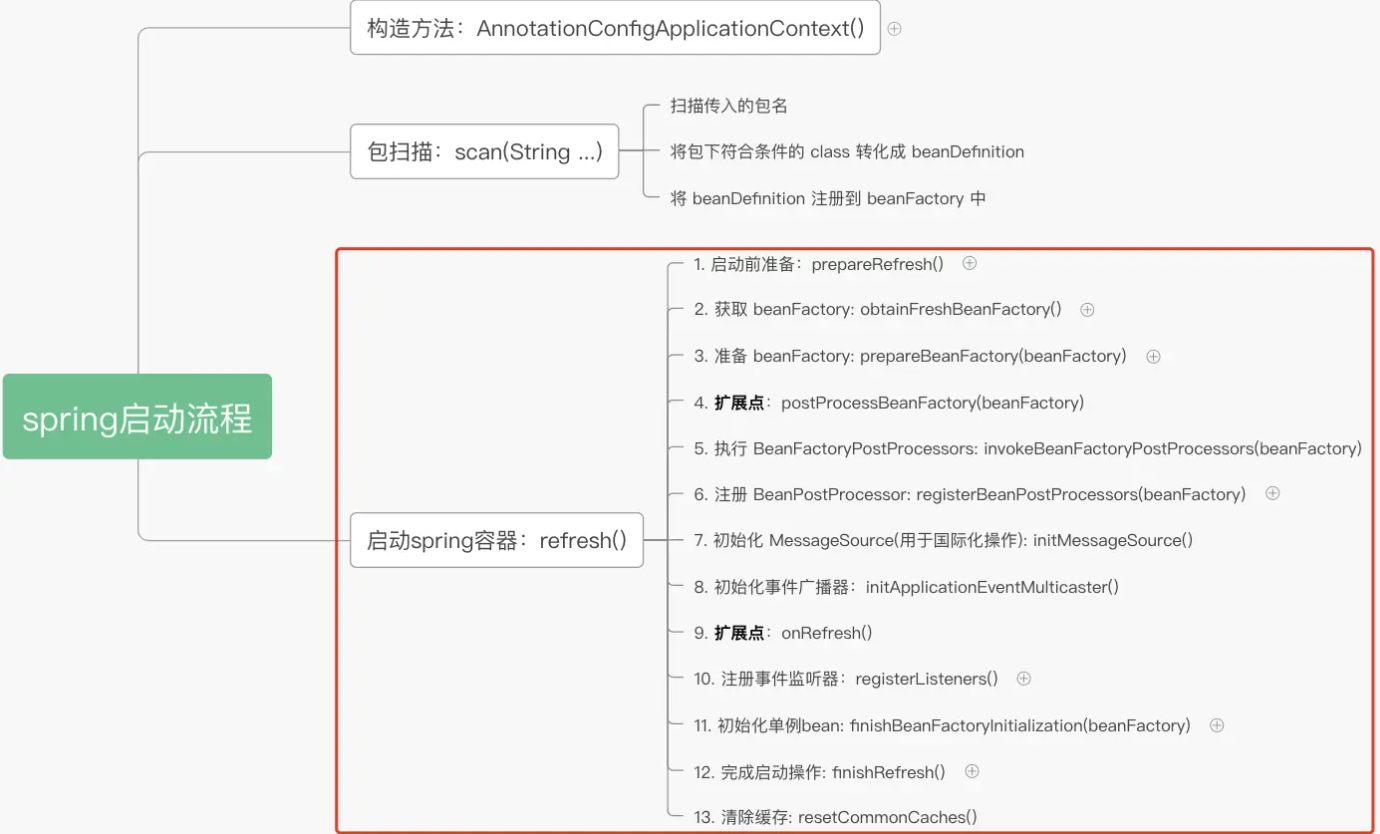 构造方法：AnnotationConfigApplicationContext()
扫描传入的包名
包扫描：scan(String ...)
将包下符合条件的 class 转化成 beanDefinition
将 beanDefinition 注册到 beanFactory 中
spring启动流程
启动spring容器：refresh()
1. 启动前准备：prepareRefresh()
2. 获取 beanFactory: obtainFreshBeanFactory()
3. 准备 beanFactory: prepareBeanFactory(beanFactory)
4. 扩展点：postProcessBeanFactory(beanFactory)
5. 执行 BeanFactoryPostProcessors: invokeBeanFactoryPostProcessors(beanFactory)
6. 注册 BeanPostProcessor: registerBeanPostProcessors(beanFactory)
7. 初始化 MessageSource(用于国际化操作): initMessageSource()
8. 初始化事件广播器：initApplicationEventMulticaster()
9. 扩展点：onRefresh()
10. 注册事件监听器：registerListeners()
11. 初始化单例bean: finishBeanFactoryInitialization(beanFactory)
12. 完成启动操作: finishRefresh()
13. 清除缓存: resetCommonCaches()